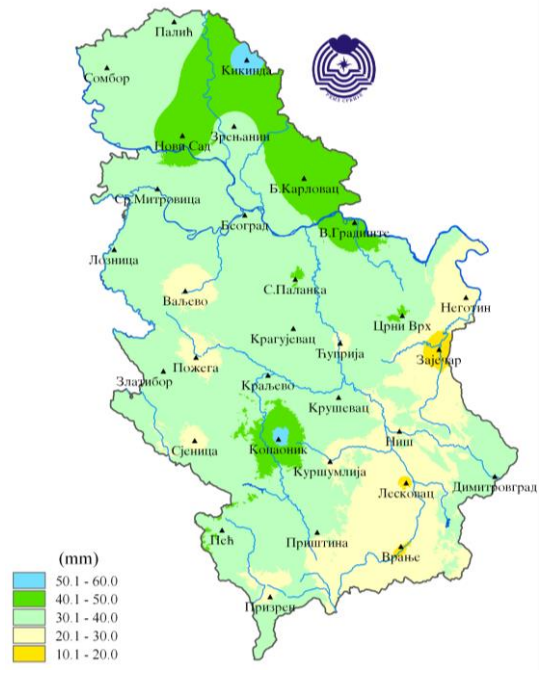 Палић
Сомбор
Кикинда
Нови Сад
Зрењанин
Б.Карловац
Ср.Митровица
Београд
В.Градиште
Лозница
Ваљево
С.Паланка
Неготин
Црни Врх
Крагујевац
Ћуприја
Зајечар
Пожега
Златибор
Краљево
Крушевац
Сјеница
Копаоник
Ниш
Куршумлија
Лесковац
Димитровград
Пећ
Приштина
Врање
Призрен
(mm)
50.1 - 60.0
40.1 - 50.0
30.1 - 40.0
20.1 - 30.0
10.1 - 20.0